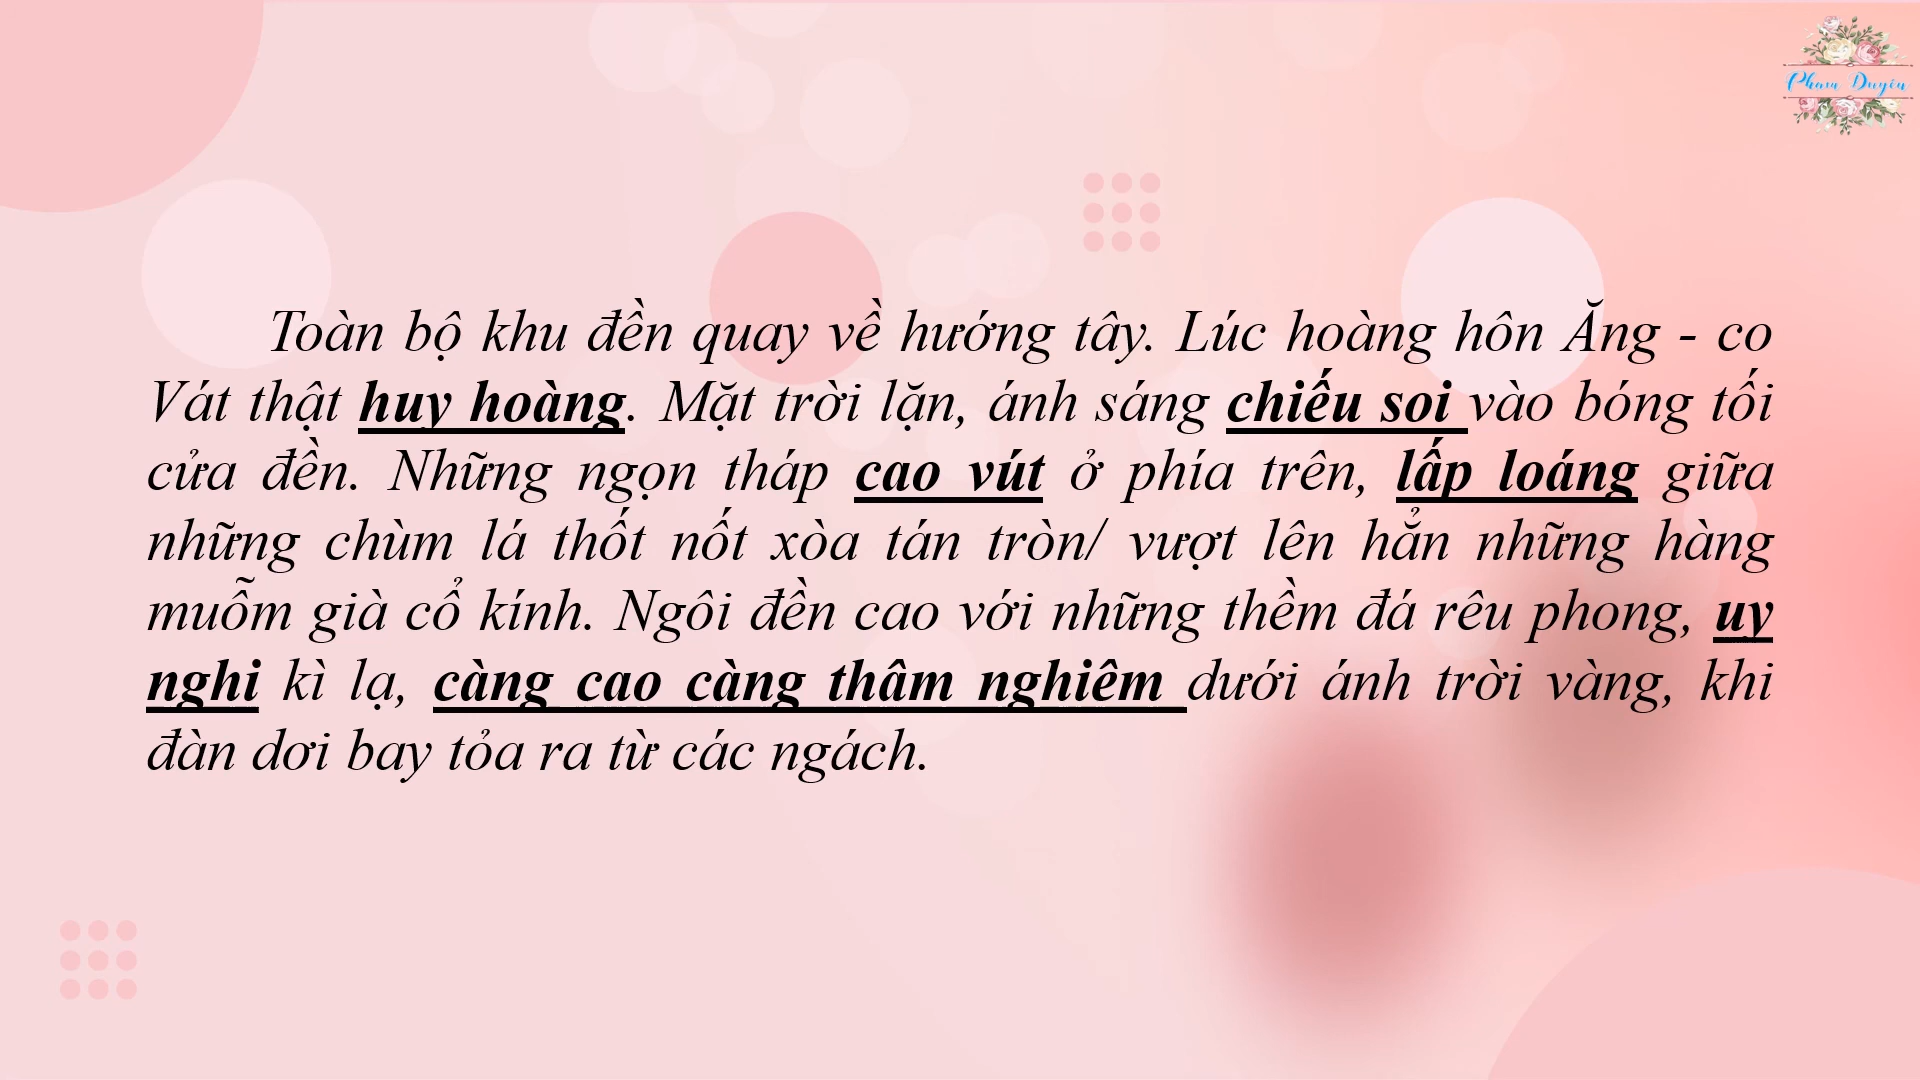 Phạm Duyên
Toàn bộ khu đền quay về hướng tây. Lúc hoàng hôn Ăng - co
Vát thật huy hoàng. Mặt trời lặn, ánh sáng chiếu soi vào bóng tối
cửa đền. Những ngọn tháp cao vút ở phía trên, lấp loáng giữa
những chùm lá thốt nốt xòa tán tròn/ vượt lên hẳn những hàng
muỗm già cổ kính. Ngôi đền cao với những thềm đá rêu phong, uy
nghi kì lạ, càng cao càng thâm nghiêm dưới ánh trời vàng, khi
đàn dơi bay tỏa ra từ các ngách.